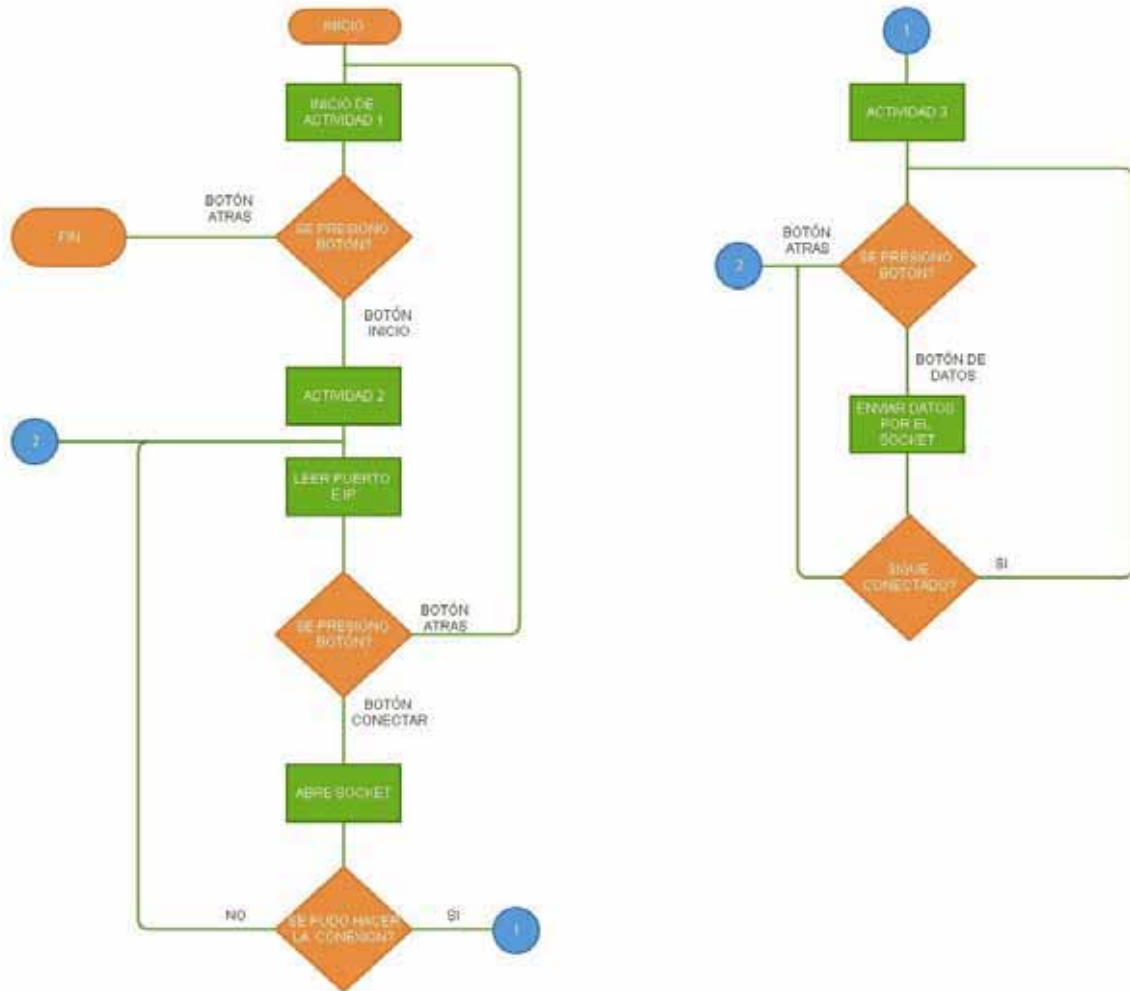 INICIO
INICIO DE
ACTIVIDAD 1
BOTÓN
ATRAS
FIN
SE PRESIONO
BOTÓN?
BOTÓN
INICIO
ACTIVIDAD 2
2
LEER PUERTO
E IP
SE PRESIONO
BOTÓN?
BOTÓN
ATRAS
BOTÓN
CONECTAR
ABRE SOCKET
NO
SE PUDO HACER
LA CONEXION?
SI
1
1
ACTIVIDAD 3
BOTÓN
ATRAS
2
SE PRESIONO
BOTÓN?
BOTÓN DE
DATOS
ENVIAR DATOS
POR EL
SOCKET
SIGUE
CONECTADO?
SI